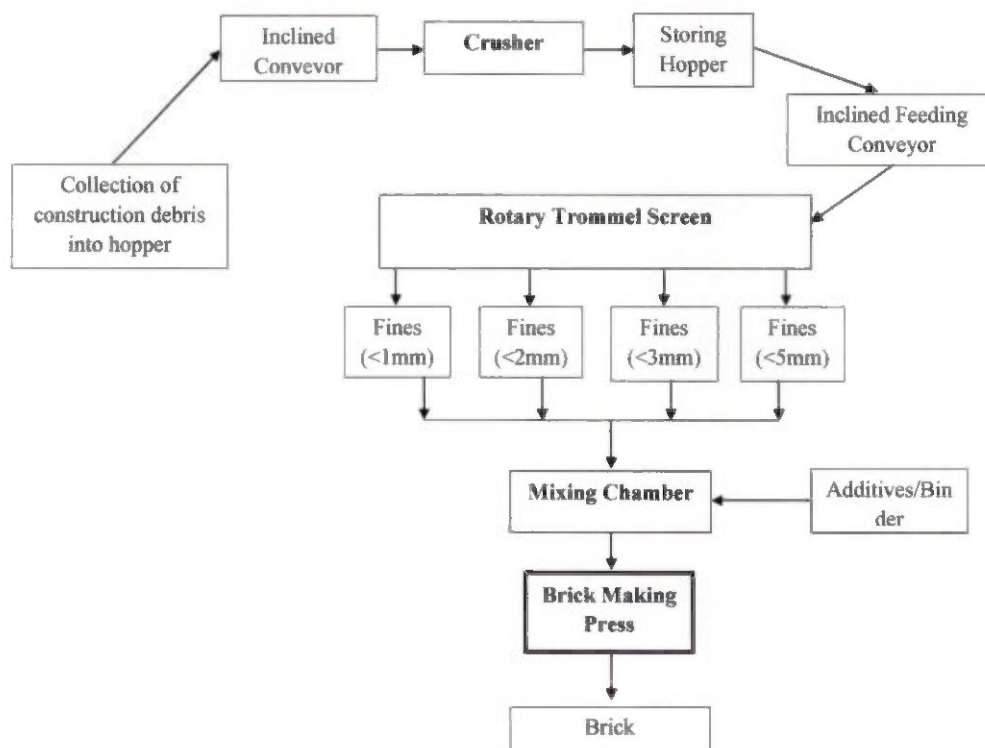 Inclined
Convevor
Crusher
Storing
Hopper
Inclined Feeding
Conveyor
Collection of
construction debris
into hopper
Rotary Trommel Screen
Fines
(<1mm)
Fines
(<2mm)
Fines
(<3mm)
Fines
(<5mm)
Mixing Chamber
Additives/Bin
der
Brick Making
Press
Brick